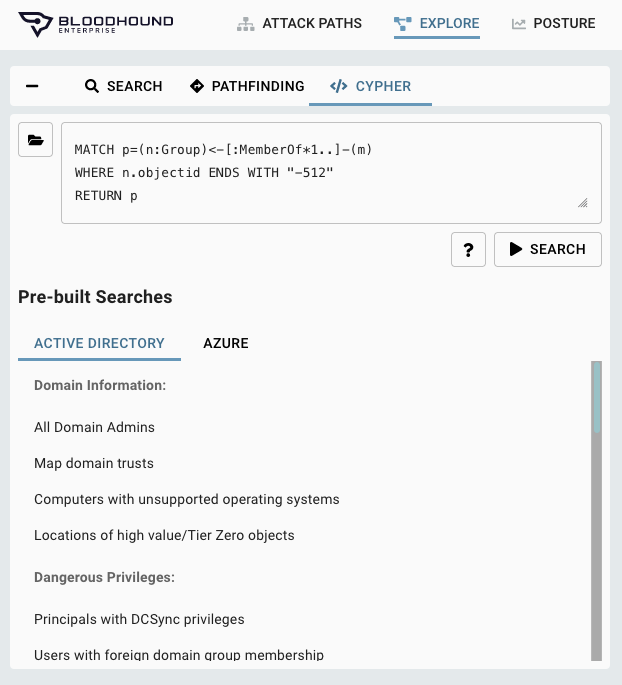 BLOODHOUND
ENTERPRISE
ATTACK PATHS
EXPLORE
POSTURE
SEARCH
PATHFINDING
CYPHER
MATCH p=(n:Group)<-[:MemberOf*1..]-(m)
WHERE n.objectid ENDS WITH "-512"
RETURN p
?
SEARCH
Pre-built Searches
ACTIVE DIRECTORY
AZURE
Domain Information:
All Domain Admins
Map domain trusts
Computers with unsupported operating systems
Locations of high value/Tier Zero objects
Dangerous Privileges:
Principals with DCSync privileges
Users with foreign domain group membership